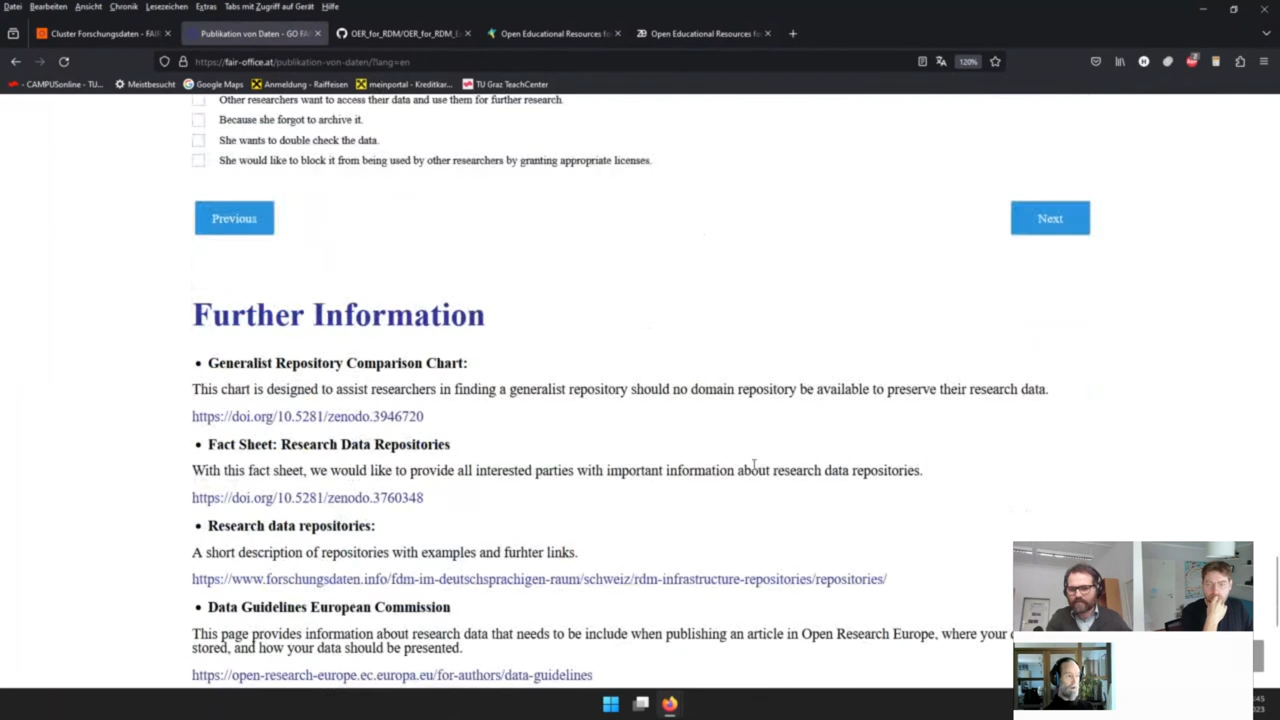 Datei Bearbeiten Ansicht Chronik Lesezeichen Extras Tabs mit Zugriff auf Gerät Hilfe
Cluster Forschungsdaten - FAIR × Publikation von Daten - GO FAI × OER_for_RDM/OER_for_RDM_ × Open Educational Resources fo × Open Educational Resources for ×
https://fair-office.at/publikation-von-daten/?lang=en 120%
- CAMPUSonline - TU... Meistbesucht Google Maps Anmeldung - Raiffeisen meinportal - Kreditkar... TU Graz TeachCenter
Other researchers want to access their data and use them for further research.
Because she forgot to archive it.
She wants to double check the data.
She would like to block it from being used by other researchers by granting appropriate licenses.
Previous Next
Further Information
• Generalist Repository Comparison Chart:
This chart is designed to assist researchers in finding a generalist repository should no domain repository be available to preserve their research data.
https://doi.org/10.5281/zenodo.3946720
• Fact Sheet: Research Data Repositories
With this fact sheet, we would like to provide all interested parties with important information about research data repositories.
https://doi.org/10.5281/zenodo.3760348
• Research data repositories:
A short description of repositories with examples and furhter links.
https://www.forschungsdaten.info/fdm-im-deutschsprachigen-raum/schweiz/rdm-infrastructure-repositories/repositories/
• Data Guidelines European Commission
This page provides information about research data that needs to be include when publishing an article in Open Research Europe, where your
stored, and how your data should be presented.
https://open-research-europe.ec.europa.eu/for-authors/data-guidelines